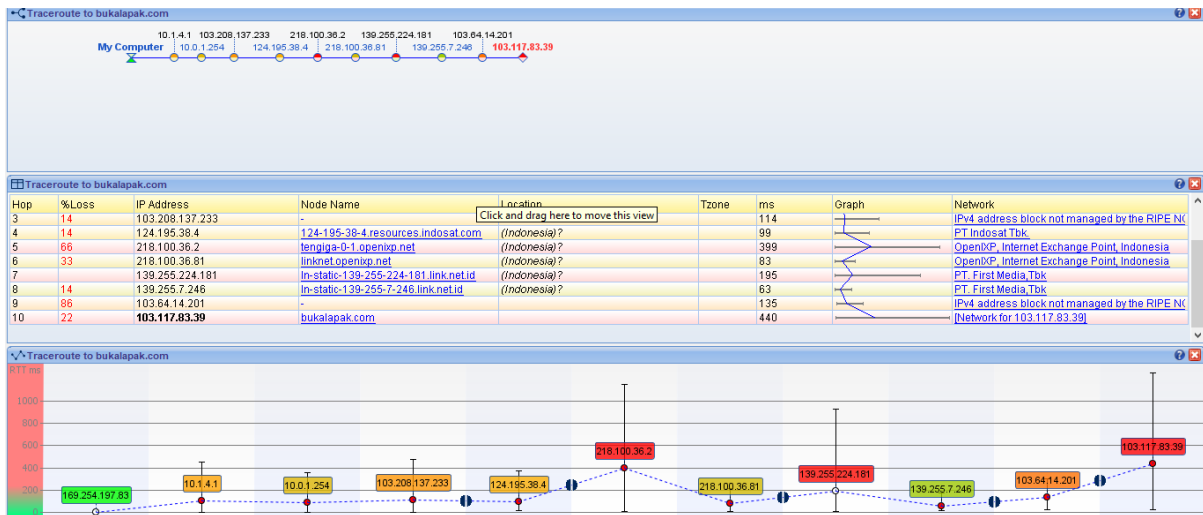 Traceroute to bukalapak.com
10.1.4.1 103.208.137.233 218.100.36.2 139.255.224.181 103.64.14.201
My Computer 10.0.1.254 124.195.38.4 218.100.36.81 139.255.7.246 103.117.83.39
Traceroute to bukalapak.com
Hop %Loss IP Address Node Name Location Tzone ms Graph Network
Click and drag here to move this view
3 14 103.208.137.233 - 114 IPv4 address block not managed by the RIPE NC
4 14 124.195.38.4 124-195-38-4.resources.indosat.com (Indonesia)? 99 PT Indosat Tbk.
5 66 218.100.36.2 tengiga-0-1.openixp.net (Indonesia)? 399 OpenIXP, Internet Exchange Point, Indonesia
6 33 218.100.36.81 linknet.openixp.net (Indonesia)? 83 OpenIXP, Internet Exchange Point, Indonesia
7 139.255.224.181 ln-static-139-255-224-181.link.net.id (Indonesia)? 195 PT. First Media,Tbk
8 14 139.255.7.246 ln-static-139-255-7-246.link.net.id (Indonesia)? 63 PT. First Media,Tbk
9 86 103.64.14.201 - 135 IPv4 address block not managed by the RIPE NC
10 22 103.117.83.39 bukalapak.com 440 [Network for 103.117.83.39]
Traceroute to bukalapak.com
RTT ms
1000
800
600
400
200
169.254.197.83
10.1.4.1
10.0.1.254
103.208.137.233
124.195.38.4
218.100.36.2
218.100.36.81
139.255.224.181
139.255.7.246
103.64.14.201
103.117.83.39